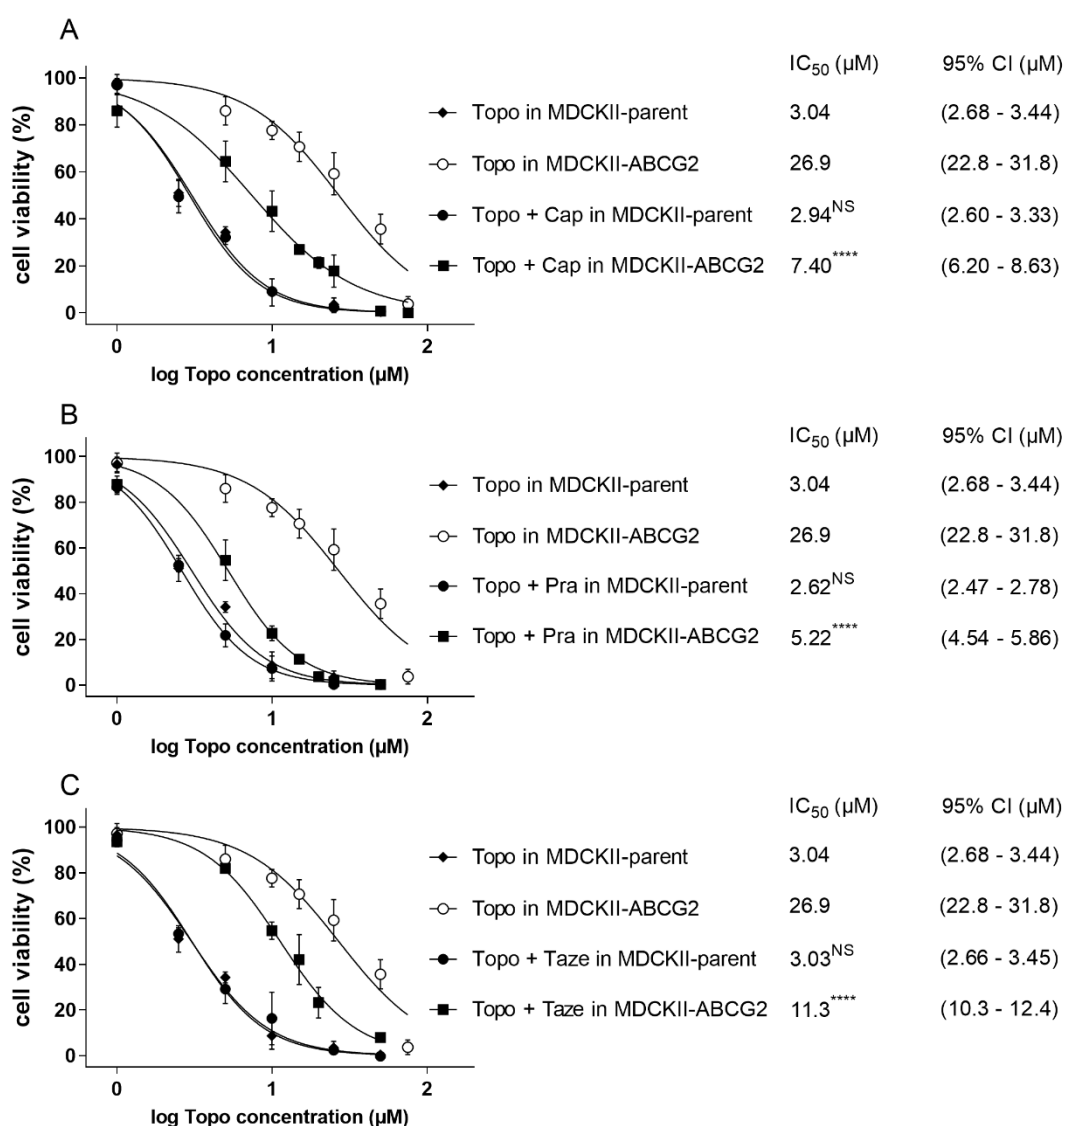 A
IC50 (µM) 95% CI (µM)
cell viability (%)
100
80
60
40
20
0
Topo in MDCKII-parent 3.04 (2.68 - 3.44)
Topo in MDCKII-ABCG2 26.9 (22.8 - 31.8)
Topo + Cap in MDCKII-parent 2.94NS (2.60 - 3.33)
Topo + Cap in MDCKII-ABCG2 7.40**** (6.20 - 8.63)
0 1 2
log Topo concentration (µM)
B
IC50 (µM) 95% CI (µM)
cell viability (%)
100
80
60
40
20
0
Topo in MDCKII-parent 3.04 (2.68 - 3.44)
Topo in MDCKII-ABCG2 26.9 (22.8 - 31.8)
Topo + Pra in MDCKII-parent 2.62NS (2.47 - 2.78)
Topo + Pra in MDCKII-ABCG2 5.22**** (4.54 - 5.86)
0 1 2
log Topo concentration (µM)
C
IC50 (µM) 95% CI (µM)
cell viability (%)
100
80
60
40
20
0
Topo in MDCKII-parent 3.04 (2.68 - 3.44)
Topo in MDCKII-ABCG2 26.9 (22.8 - 31.8)
Topo + Taze in MDCKII-parent 3.03NS (2.66 - 3.45)
Topo + Taze in MDCKII-ABCG2 11.3**** (10.3 - 12.4)
0 1 2
log Topo concentration (µM)